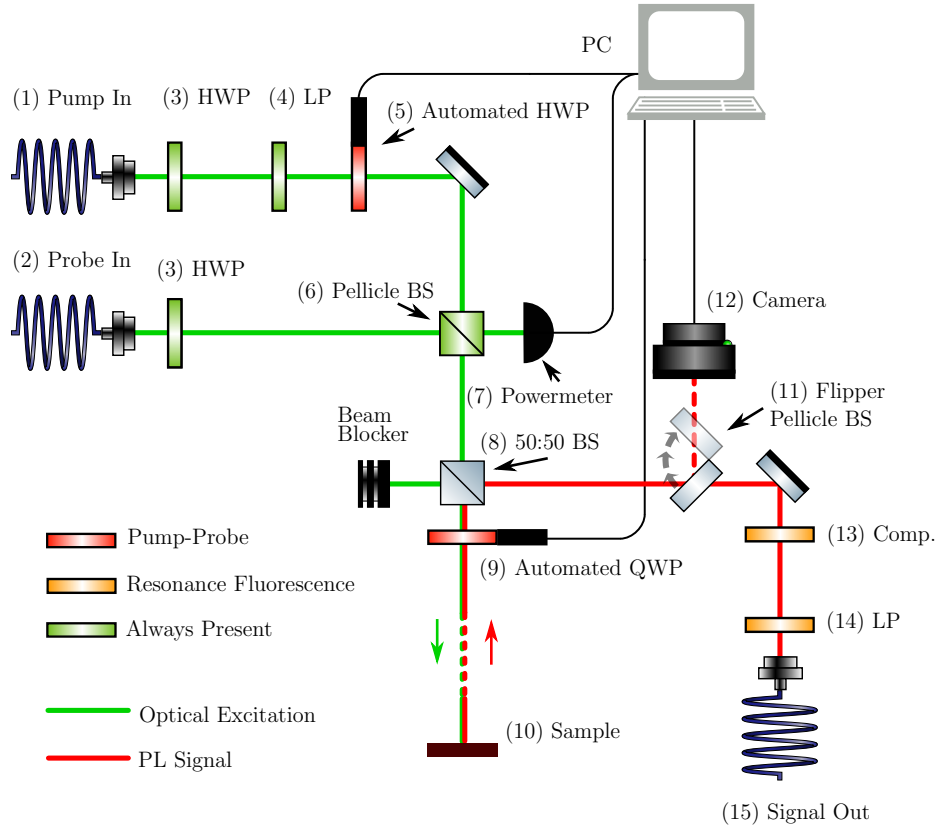 PC
(1) Pump In
(3) HWP
(4) LP
(5) Automated HWP
(2) Probe In
(3) HWP
(6) Pellicle BS
(12) Camera
(7) Powermeter
(11) Flipper
Pellicle BS
Beam
Blocker
(8) 50:50 BS
Pump-Probe
(9) Automated QWP
(13) Comp.
Resonance Fluorescence
Always Present
(14) LP
Optical Excitation
(10) Sample
PL Signal
(15) Signal Out